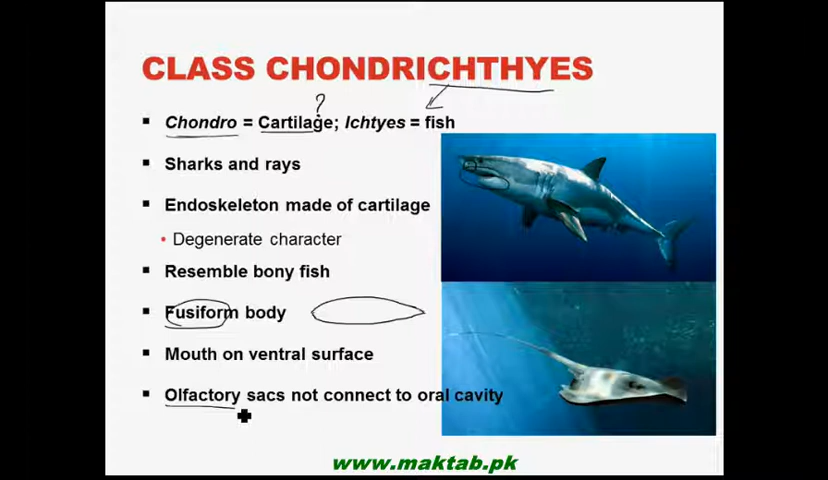 CLASS CHONDRICHTHYES
?
▪ Chondro = Cartilage; Ichtyes = fish
▪ Sharks and rays
▪ Endoskeleton made of cartilage
• Degenerate character
▪ Resemble bony fish
▪ Fusiform body
▪ Mouth on ventral surface
▪ Olfactory sacs not connect to oral cavity
www.maktab.pk